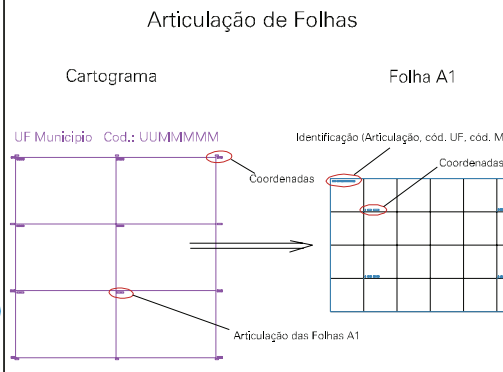 Articulação de Folhas
Cartograma
Folha A1
UF Municipio Cod.: UUMMMMM
Identificação (Articulação, cód. UF, cód. M
Coordenadas
Coordenadas
Articulação das Folhas A1